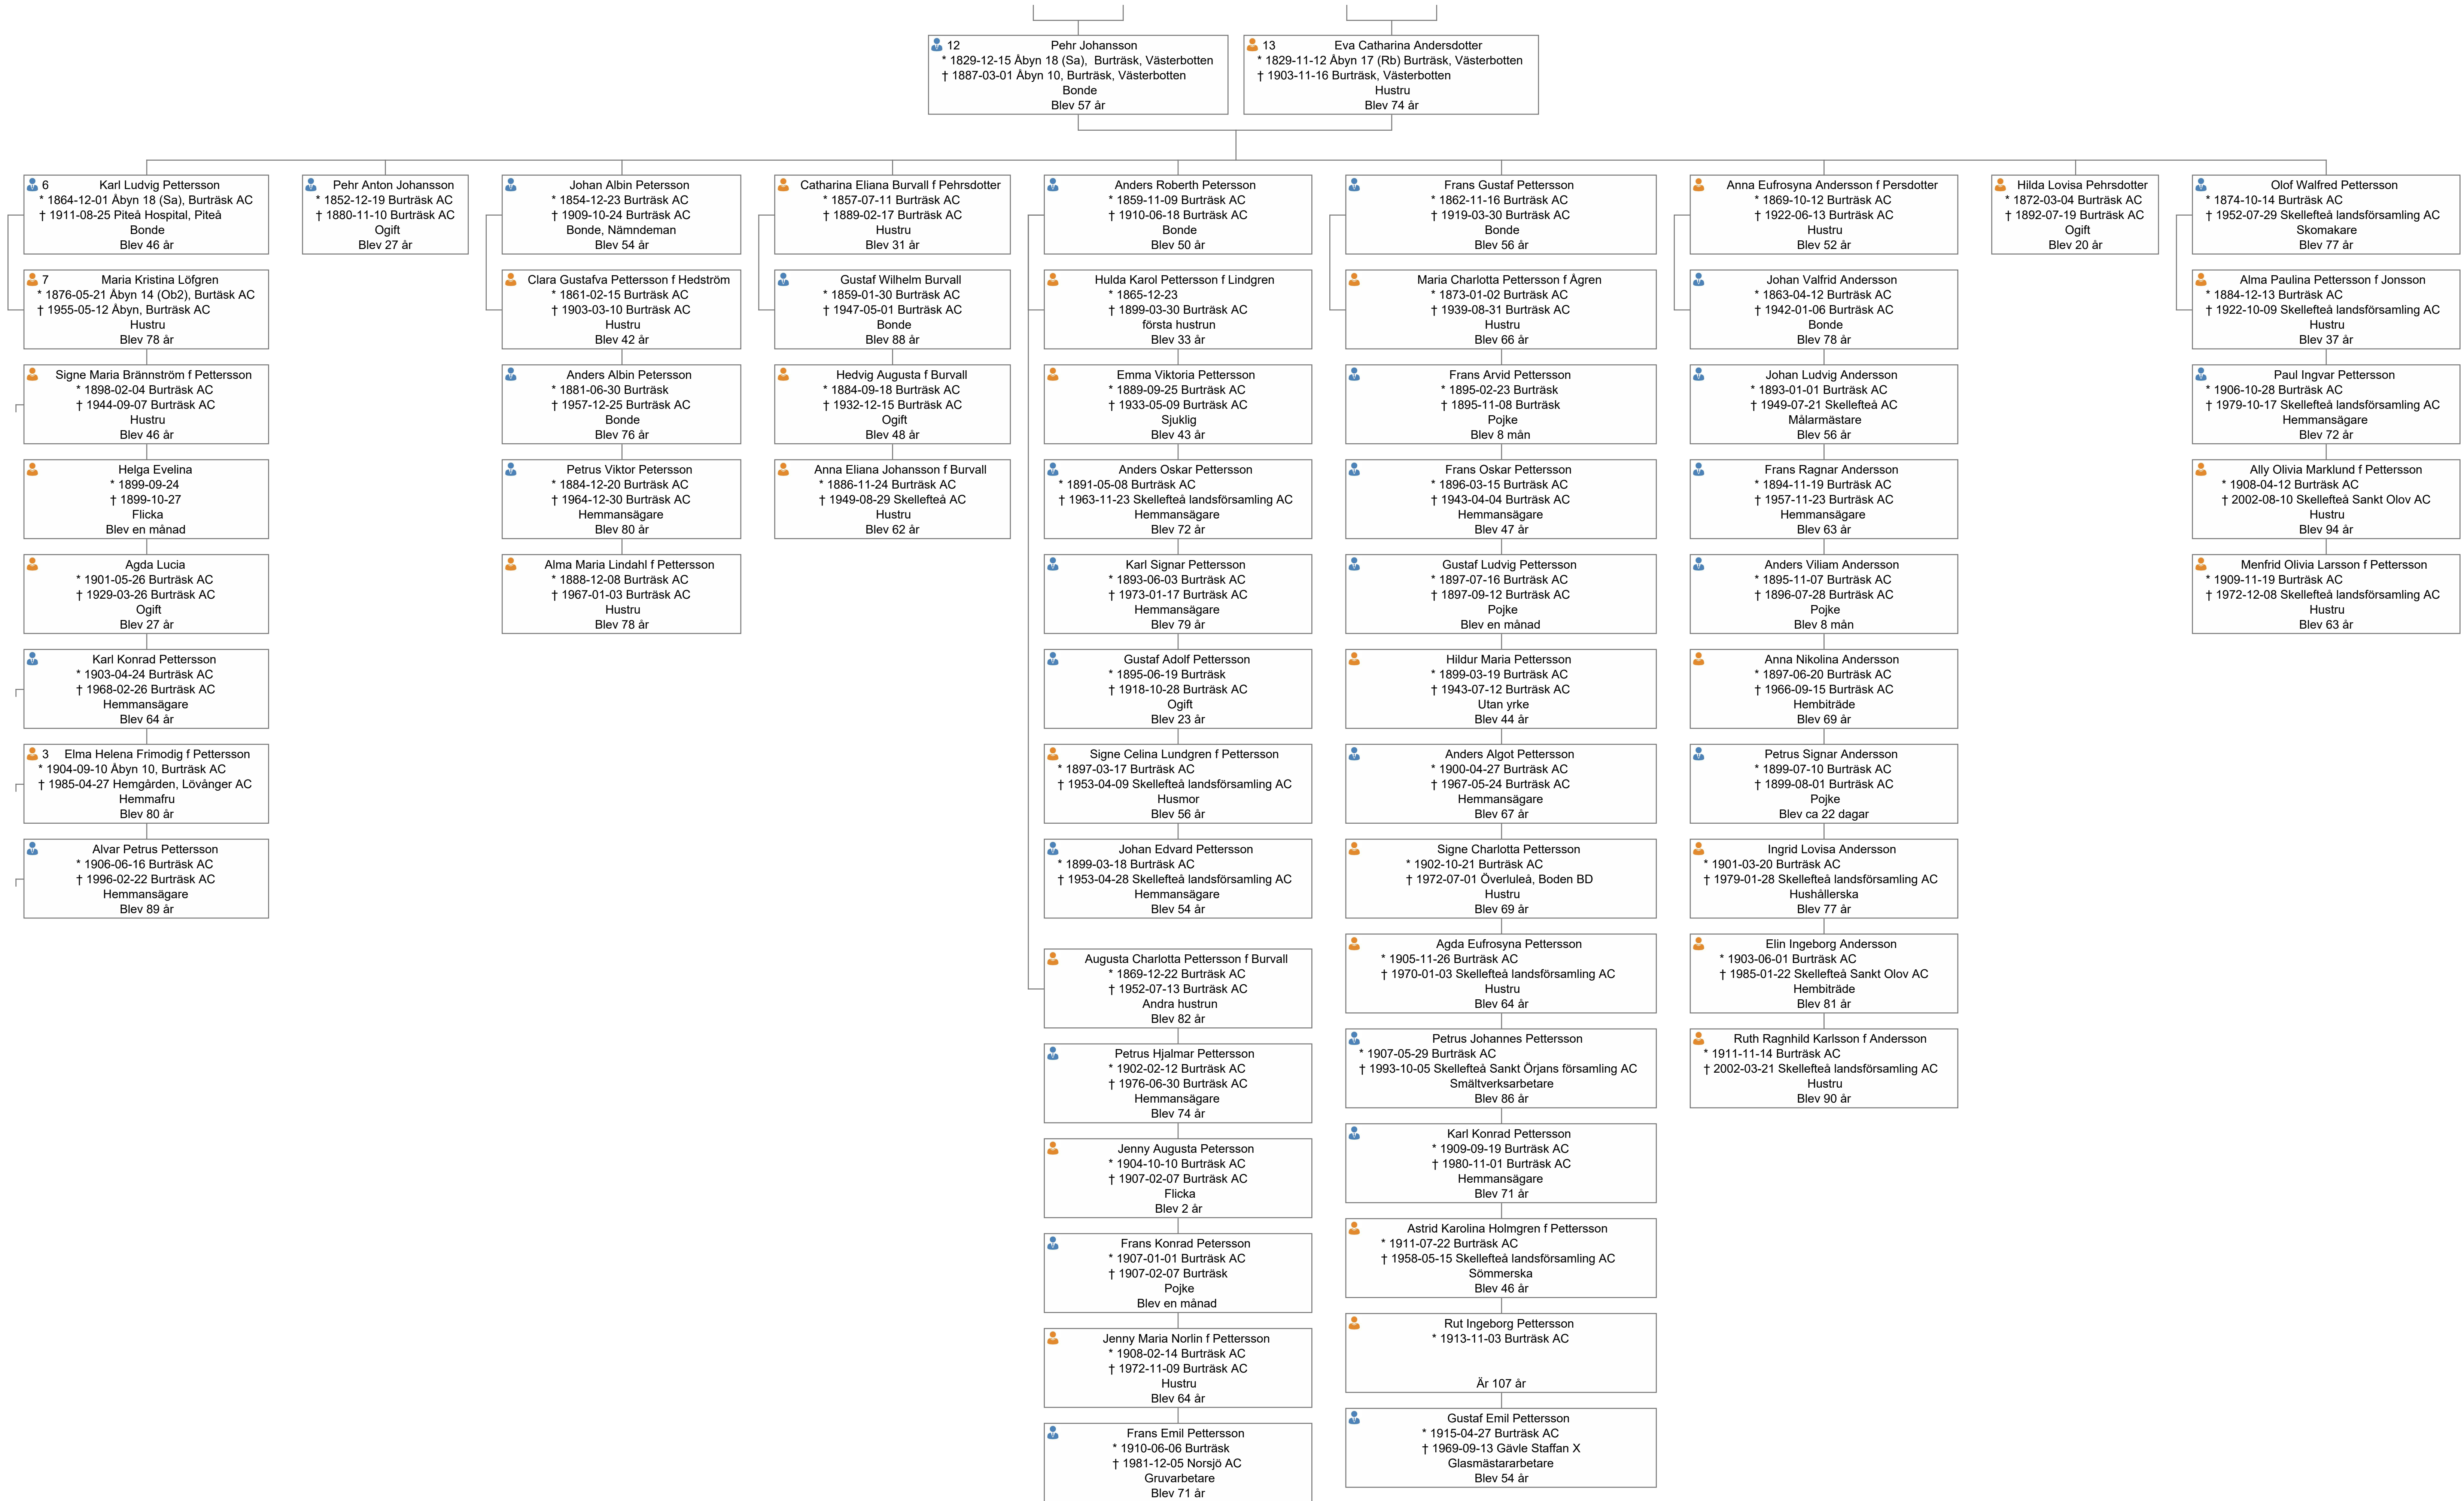 12 Pehr Johansson
* 1829-12-15 Åbyn 18 (Sa), Burträsk, Västerbotten
† 1887-03-01 Åbyn 10, Burträsk, Västerbotten
Bonde
Blev 57 år
13 Eva Catharina Andersdotter
* 1829-11-12 Åbyn 17 (Rb) Burträsk, Västerbotten
† 1903-11-16 Burträsk, Västerbotten
Hustru
Blev 74 år
6 Karl Ludvig Pettersson
* 1864-12-01 Åbyn 18 (Sa), Burträsk AC
† 1911-08-25 Piteå Hospital, Piteå
Bonde
Blev 46 år
7 Maria Kristina Löfgren
* 1876-05-21 Åbyn 14 (Ob2), Burtäsk AC
† 1955-05-12 Åbyn, Burträsk AC
Hustru
Blev 78 år
Signe Maria Brännström f Pettersson
* 1898-02-04 Burträsk AC
† 1944-09-07 Burträsk AC
Hustru
Blev 46 år
Helga Evelina
* 1899-09-24
† 1899-10-27
Flicka
Blev en månad
Agda Lucia
* 1901-05-26 Burträsk AC
† 1929-03-26 Burträsk AC
Ogift
Blev 27 år
Karl Konrad Pettersson
* 1903-04-24 Burträsk AC
† 1968-02-26 Burträsk AC
Hemmansägare
Blev 64 år
3 Elma Helena Frimodig f Pettersson
* 1904-09-10 Åbyn 10, Burträsk AC
† 1985-04-27 Hemgården, Lövånger AC
Hemmafru
Blev 80 år
Alvar Petrus Pettersson
* 1906-06-16 Burträsk AC
† 1996-02-22 Burträsk AC
Hemmansägare
Blev 89 år
Pehr Anton Johansson
* 1852-12-19 Burträsk AC
† 1880-11-10 Burträsk AC
Ogift
Blev 27 år
Johan Albin Petersson
* 1854-12-23 Burträsk AC
† 1909-10-24 Burträsk AC
Bonde, Nämndeman
Blev 54 år
Clara Gustafva Pettersson f Hedström
* 1861-02-15 Burträsk AC
† 1903-03-10 Burträsk AC
Hustru
Blev 42 år
Anders Albin Petersson
* 1881-06-30 Burträsk
† 1957-12-25 Burträsk AC
Bonde
Blev 76 år
Petrus Viktor Petersson
* 1884-12-20 Burträsk AC
† 1964-12-30 Burträsk AC
Hemmansägare
Blev 80 år
Alma Maria Lindahl f Pettersson
* 1888-12-08 Burträsk AC
† 1967-01-03 Burträsk AC
Hustru
Blev 78 år
Catharina Eliana Burvall f Pehrsdotter
* 1857-07-11 Burträsk AC
† 1889-02-17 Burträsk AC
Hustru
Blev 31 år
Gustaf Wilhelm Burvall
* 1859-01-30 Burträsk AC
† 1947-05-01 Burträsk AC
Bonde
Blev 88 år
Hedvig Augusta f Burvall
* 1884-09-18 Burträsk AC
† 1932-12-15 Burträsk AC
Ogift
Blev 48 år
Anna Eliana Johansson f Burvall
* 1886-11-24 Burträsk AC
† 1949-08-29 Skellefteå AC
Hustru
Blev 62 år
Anders Roberth Petersson
* 1859-11-09 Burträsk AC
† 1910-06-18 Burträsk AC
Bonde
Blev 50 år
Hulda Karol Pettersson f Lindgren
* 1865-12-23
† 1899-03-30 Burträsk AC
första hustrun
Blev 33 år
Emma Viktoria Pettersson
* 1889-09-25 Burträsk AC
† 1933-05-09 Burträsk AC
Sjuklig
Blev 43 år
Anders Oskar Pettersson
* 1891-05-08 Burträsk AC
† 1963-11-23 Skellefteå landsförsamling AC
Hemmansägare
Blev 72 år
Karl Signar Pettersson
* 1893-06-03 Burträsk AC
† 1973-01-17 Burträsk AC
Hemmansägare
Blev 79 år
Gustaf Adolf Pettersson
* 1895-06-19 Burträsk
† 1918-10-28 Burträsk AC
Ogift
Blev 23 år
Signe Celina Lundgren f Pettersson
* 1897-03-17 Burträsk AC
† 1953-04-09 Skellefteå landsförsamling AC
Husmor
Blev 56 år
Johan Edvard Pettersson
* 1899-03-18 Burträsk AC
† 1953-04-28 Skellefteå landsförsamling AC
Hemmansägare
Blev 54 år
Augusta Charlotta Pettersson f Burvall
* 1869-12-22 Burträsk AC
† 1952-07-13 Burträsk AC
Andra hustrun
Blev 82 år
Petrus Hjalmar Pettersson
* 1902-02-12 Burträsk AC
† 1976-06-30 Burträsk AC
Hemmansägare
Blev 74 år
Jenny Augusta Petersson
* 1904-10-10 Burträsk AC
† 1907-02-07 Burträsk AC
Flicka
Blev 2 år
Frans Konrad Petersson
* 1907-01-01 Burträsk AC
† 1907-02-07 Burträsk
Pojke
Blev en månad
Jenny Maria Norlin f Pettersson
* 1908-02-14 Burträsk AC
† 1972-11-09 Burträsk AC
Hustru
Blev 64 år
Frans Emil Pettersson
* 1910-06-06 Burträsk
† 1981-12-05 Norsjö AC
Gruvarbetare
Blev 71 år
Frans Gustaf Pettersson
* 1862-11-16 Burträsk AC
† 1919-03-30 Burträsk AC
Bonde
Blev 56 år
Maria Charlotta Pettersson f Ågren
* 1873-01-02 Burträsk AC
† 1939-08-31 Burträsk AC
Hustru
Blev 66 år
Frans Arvid Pettersson
* 1895-02-23 Burträsk
† 1895-11-08 Burträsk
Pojke
Blev 8 mån
Frans Oskar Pettersson
* 1896-03-15 Burträsk AC
† 1943-04-04 Burträsk AC
Hemmansägare
Blev 47 år
Gustaf Ludvig Pettersson
* 1897-07-16 Burträsk AC
† 1897-09-12 Burträsk AC
Pojke
Blev en månad
Hildur Maria Pettersson
* 1899-03-19 Burträsk AC
† 1943-07-12 Burträsk AC
Utan yrke
Blev 44 år
Anders Algot Pettersson
* 1900-04-27 Burträsk AC
† 1967-05-24 Burträsk AC
Hemmansägare
Blev 67 år
Signe Charlotta Pettersson
* 1902-10-21 Burträsk AC
† 1972-07-01 Överluleå, Boden BD
Hustru
Blev 69 år
Agda Eufrosyna Pettersson
* 1905-11-26 Burträsk AC
† 1970-01-03 Skellefteå landsförsamling AC
Hustru
Blev 64 år
Petrus Johannes Pettersson
* 1907-05-29 Burträsk AC
† 1993-10-05 Skellefteå Sankt Örjans församling AC
Smältverksarbetare
Blev 86 år
Karl Konrad Pettersson
* 1909-09-19 Burträsk AC
† 1980-11-01 Burträsk AC
Hemmansägare
Blev 71 år
Astrid Karolina Holmgren f Pettersson
* 1911-07-22 Burträsk AC
† 1958-05-15 Skellefteå landsförsamling AC
Sömmerska
Blev 46 år
Rut Ingeborg Pettersson
* 1913-11-03 Burträsk AC
Är 107 år
Gustaf Emil Pettersson
* 1915-04-27 Burträsk AC
† 1969-09-13 Gävle Staffan X
Glasmästararbetare
Blev 54 år
Anna Eufrosyna Andersson f Persdotter
* 1869-10-12 Burträsk AC
† 1922-06-13 Burträsk AC
Hustru
Blev 52 år
Johan Valfrid Andersson
* 1863-04-12 Burträsk AC
† 1942-01-06 Burträsk AC
Bonde
Blev 78 år
Johan Ludvig Andersson
* 1893-01-01 Burträsk AC
† 1949-07-21 Skellefteå AC
Målarmästare
Blev 56 år
Frans Ragnar Andersson
* 1894-11-19 Burträsk AC
† 1957-11-23 Burträsk AC
Hemmansägare
Blev 63 år
Anders Viliam Andersson
* 1895-11-07 Burträsk AC
† 1896-07-28 Burträsk AC
Pojke
Blev 8 mån
Anna Nikolina Andersson
* 1897-06-20 Burträsk AC
† 1966-09-15 Burträsk AC
Hembiträde
Blev 69 år
Petrus Signar Andersson
* 1899-07-10 Burträsk AC
† 1899-08-01 Burträsk AC
Pojke
Blev ca 22 dagar
Ingrid Lovisa Andersson
* 1901-03-20 Burträsk AC
† 1979-01-28 Skellefteå landsförsamling AC
Hushållerska
Blev 77 år
Elin Ingeborg Andersson
* 1903-06-01 Burträsk AC
† 1985-01-22 Skellefteå Sankt Olov AC
Hembiträde
Blev 81 år
Ruth Ragnhild Karlsson f Andersson
* 1911-11-14 Burträsk AC
† 2002-03-21 Skellefteå landsförsamling AC
Hustru
Blev 90 år
Hilda Lovisa Pehrsdotter
* 1872-03-04 Burträsk AC
† 1892-07-19 Burträsk AC
Ogift
Blev 20 år
Olof Walfred Pettersson
* 1874-10-14 Burträsk AC
† 1952-07-29 Skellefteå landsförsamling AC
Skomakare
Blev 77 år
Alma Paulina Pettersson f Jonsson
* 1884-12-13 Burträsk AC
† 1922-10-09 Skellefteå landsförsamling AC
Hustru
Blev 37 år
Paul Ingvar Pettersson
* 1906-10-28 Burträsk AC
† 1979-10-17 Skellefteå landsförsamling AC
Hemmansägare
Blev 72 år
Ally Olivia Marklund f Pettersson
* 1908-04-12 Burträsk AC
† 2002-08-10 Skellefteå Sankt Olov AC
Hustru
Blev 94 år
Menfrid Olivia Larsson f Pettersson
* 1909-11-19 Burträsk AC
† 1972-12-08 Skellefteå landsförsamling AC
Hustru
Blev 63 år